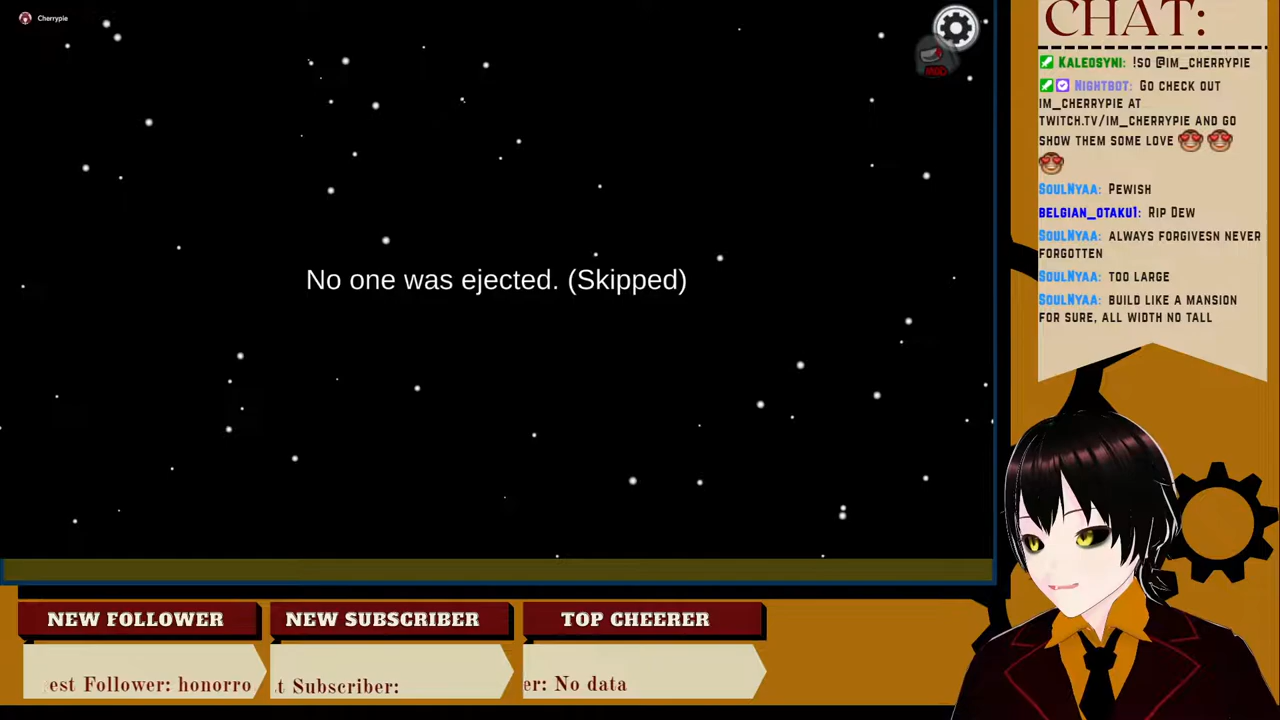 Cherrypie
No one was ejected. (Skipped)
CHAT:
KALEOSYNI: !SO @IM_CHERRYPIE
NIGHTBOT: GO CHECK OUT
IM_CHERRYPIE AT
TWITCH.TV/IM_CHERRYPIE AND GO
SHOW THEM SOME LOVE
SOULNYAA: PEWISH
BELGIAN_OTAKU1: RIP DEW
SOULNYAA: ALWAYS FORGIVESN NEVER
FORGOTTEN
SOULNYAA: TOO LARGE
SOULNYAA: BUILD LIKE A MANSION
FOR SURE, ALL WIDTH NO TALL
NEW FOLLOWER
NEW SUBSCRIBER
TOP CHEERER
est Follower: honorro
t Subscriber:
er: No data